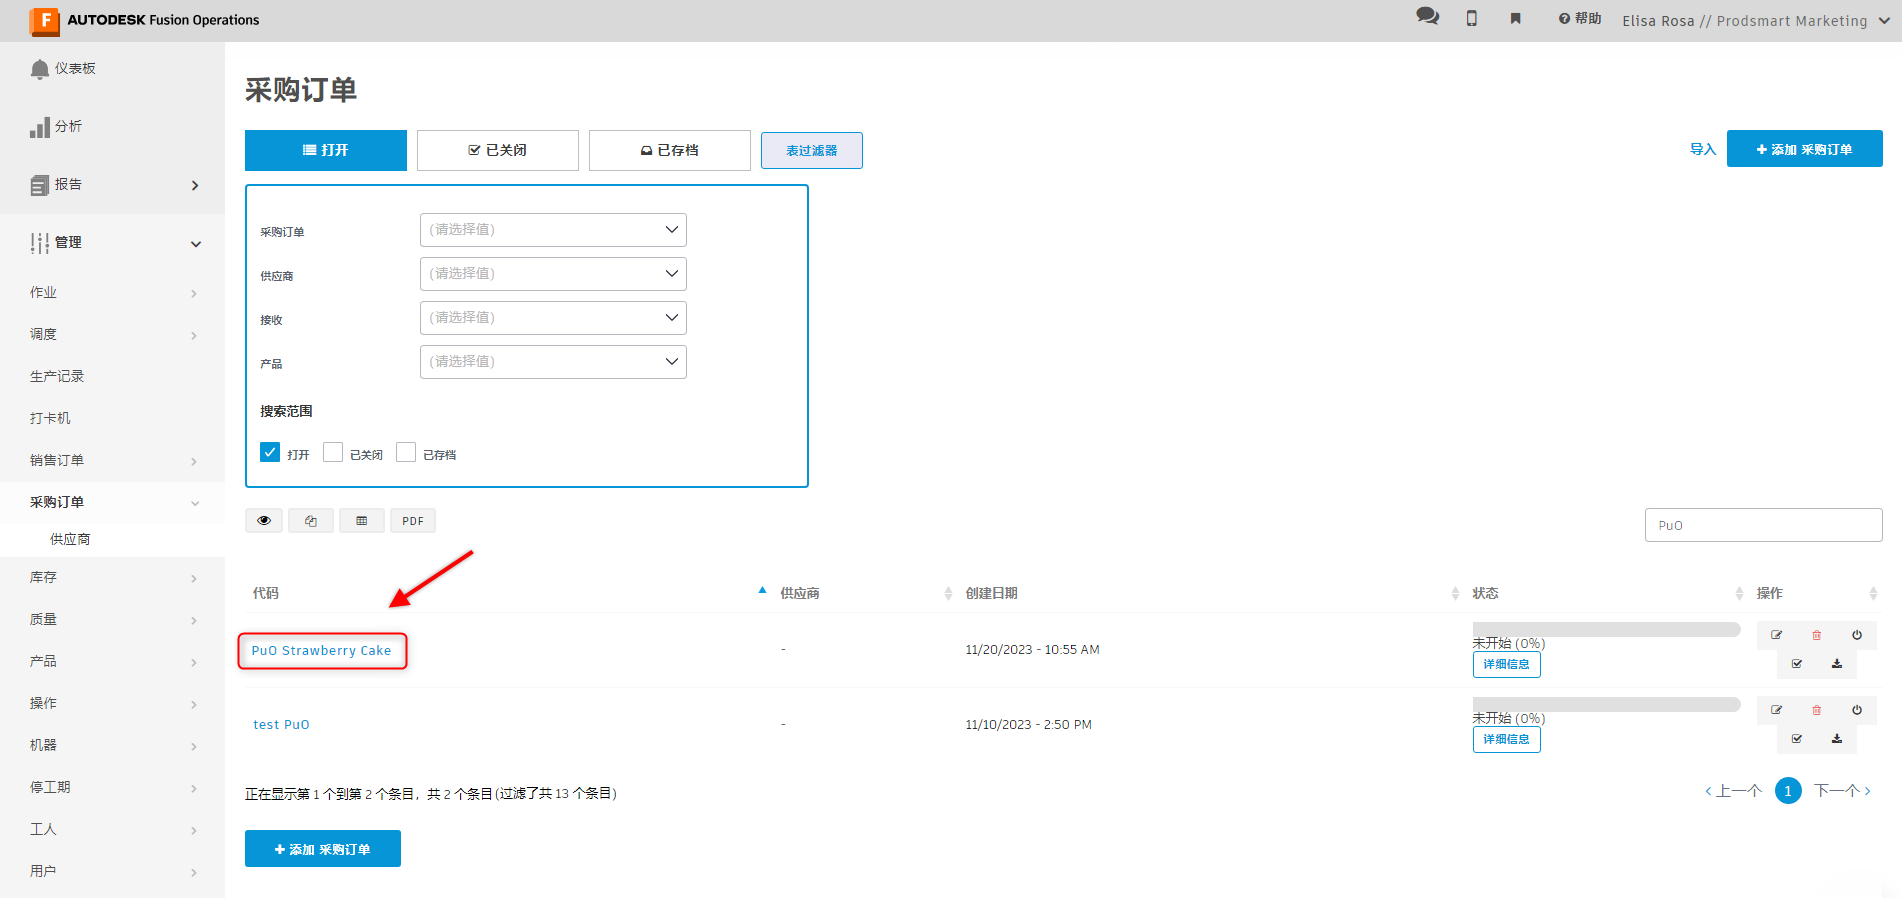 F AUTODESK Fusion Operations
帮助
Elisa Rosa // Prodsmart Marketing
仪表板
分析
报告
管理
作业
调度
生产记录
打卡机
销售订单
采购订单
供应商
库存
质量
产品
操作
机器
停工期
工人
用户
采购订单
打开
已关闭
已存档
表过滤器
导入
添加 采购订单
采购订单 (请选择值)
供应商 (请选择值)
接收 (请选择值)
产品 (请选择值)
搜索范围
打开 已关闭 已存档
PDF
PuO
代码 供应商 创建日期 状态 操作
PuO Strawberry Cake - 11/20/2023 - 10:55 AM 未开始 (0%)
详细信息
test PuO - 11/10/2023 - 2:50 PM 未开始 (0%)
详细信息
正在显示第 1 个到第 2 个条目，共 2 个条目(过滤了共 13 个条目)
上一个 1 下一个
添加 采购订单